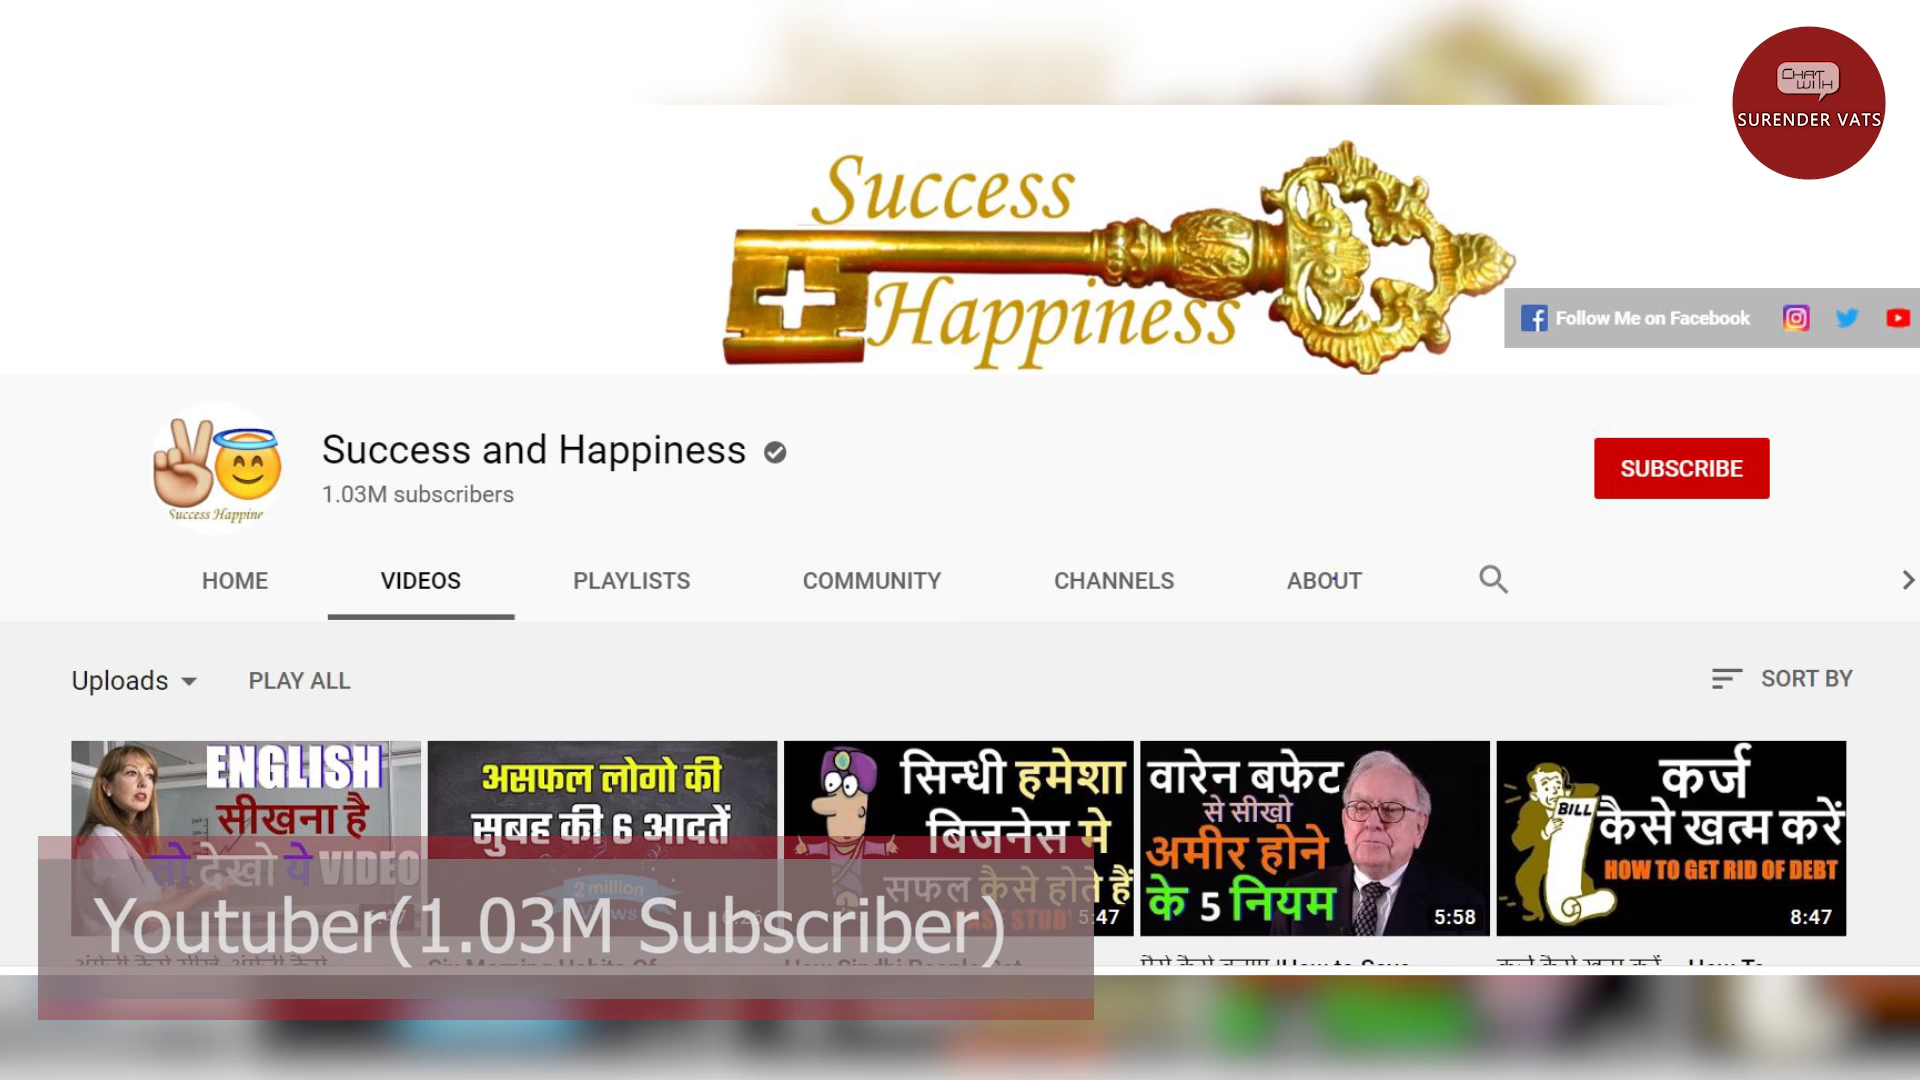 CHAT
WITH
SURENDER VATS
Success
Happiness
Follow Me on Facebook
Success and Happiness
1.03M subscribers
SUBSCRIBE
Success Happine
HOME VIDEOS PLAYLISTS COMMUNITY CHANNELS ABOUT
Uploads PLAY ALL SORT BY
ENGLISH
सीखना है
तो देखो ये VIDEO
असफल लोगो की
सुबह की 6 आदतें
2 million
views
सिन्धी हमेशा
बिजनेस मे
सफल कैसे होते हैं
5:47
वारेन बफेट
से सीखो
अमीर होने
के 5 नियम
5:58
BILL
कर्ज
कैसे खत्म करें
HOW TO GET RID OF DEBT
8:47
Youtuber(1.03M Subscriber)